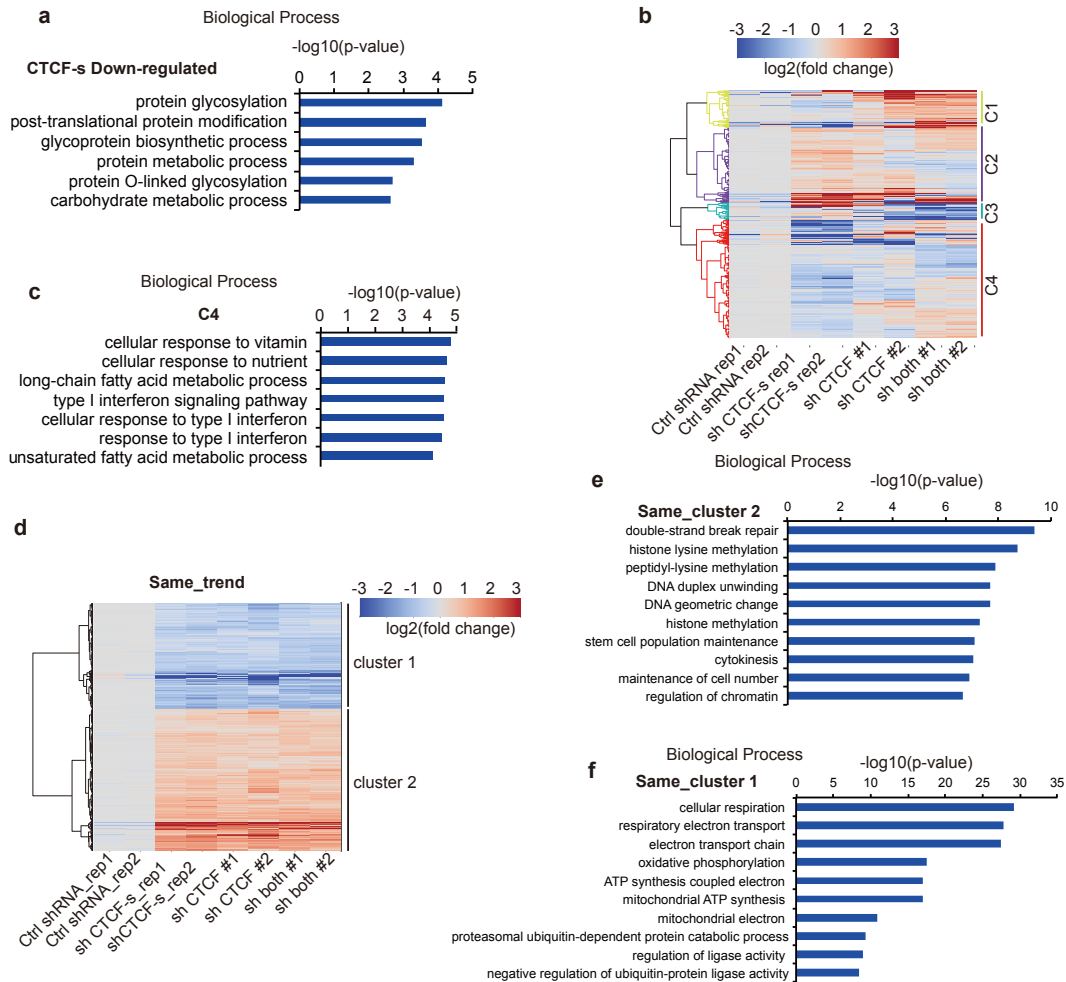 a
Biological Process
-log10(p-value)
CTCF-s Down-regulated
0 1 2 3 4 5
protein glycosylation
post-translational protein modification
glycoprotein biosynthetic process
protein metabolic process
protein O-linked glycosylation
carbohydrate metabolic process
b
-3 -2 -1 0 1 2 3
log2(fold change)
C1
C2
C3
C4
Ctrl shRNA rep1
Ctrl shRNA rep2
sh CTCF-s rep1
shCTCF-s rep2
sh CTCF #1
sh CTCF #2
sh both #1
sh both #2
c
Biological Process
-log10(p-value)
C4
0 1 2 3 4 5
cellular response to vitamin
cellular response to nutrient
long-chain fatty acid metabolic process
type I interferon signaling pathway
cellular response to type I interferon
response to type I interferon
unsaturated fatty acid metabolic process
d
Same_trend
-3 -2 -1 0 1 2 3
log2(fold change)
cluster 1
cluster 2
Ctrl shRNA_rep1
Ctrl shRNA_rep2
sh CTCF-s_rep1
shCTCF-s_rep2
sh CTCF #1
sh CTCF #2
sh both #1
sh both #2
Biological Process
e
-log10(p-value)
Same_cluster 2
0 2 4 6 8 10
double-strand break repair
histone lysine methylation
peptidyl-lysine methylation
DNA duplex unwinding
DNA geometric change
histone methylation
stem cell population maintenance
cytokinesis
maintenance of cell number
regulation of chromatin
Biological Process
f
-log10(p-value)
Same_cluster 1
0 5 10 15 20 25 30 35
cellular respiration
respiratory electron transport
electron transport chain
oxidative phosphorylation
ATP synthesis coupled electron
mitochondrial ATP synthesis
mitochondrial electron
proteasomal ubiquitin-dependent protein catabolic process
regulation of ligase activity
negative regulation of ubiquitin-protein ligase activity